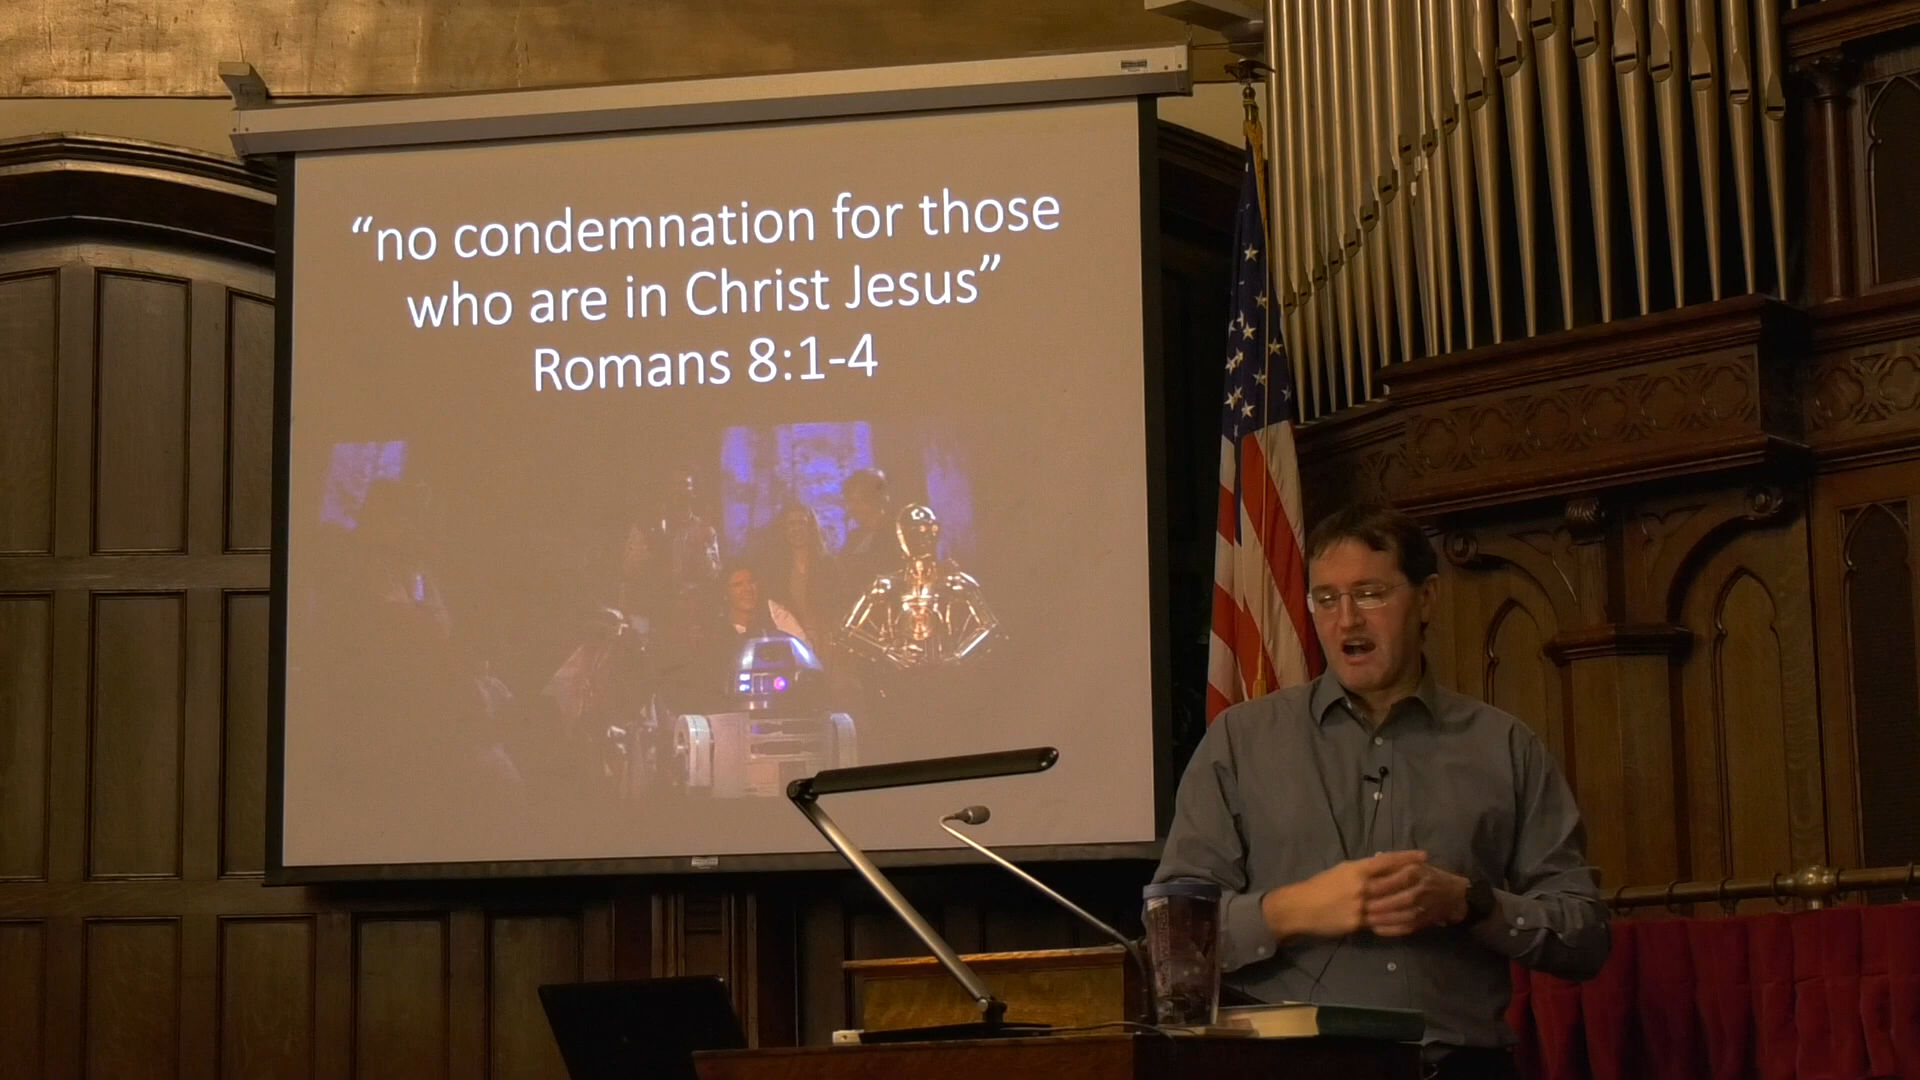 “no condemnation for those
who are in Christ Jesus”
Romans 8:1-4